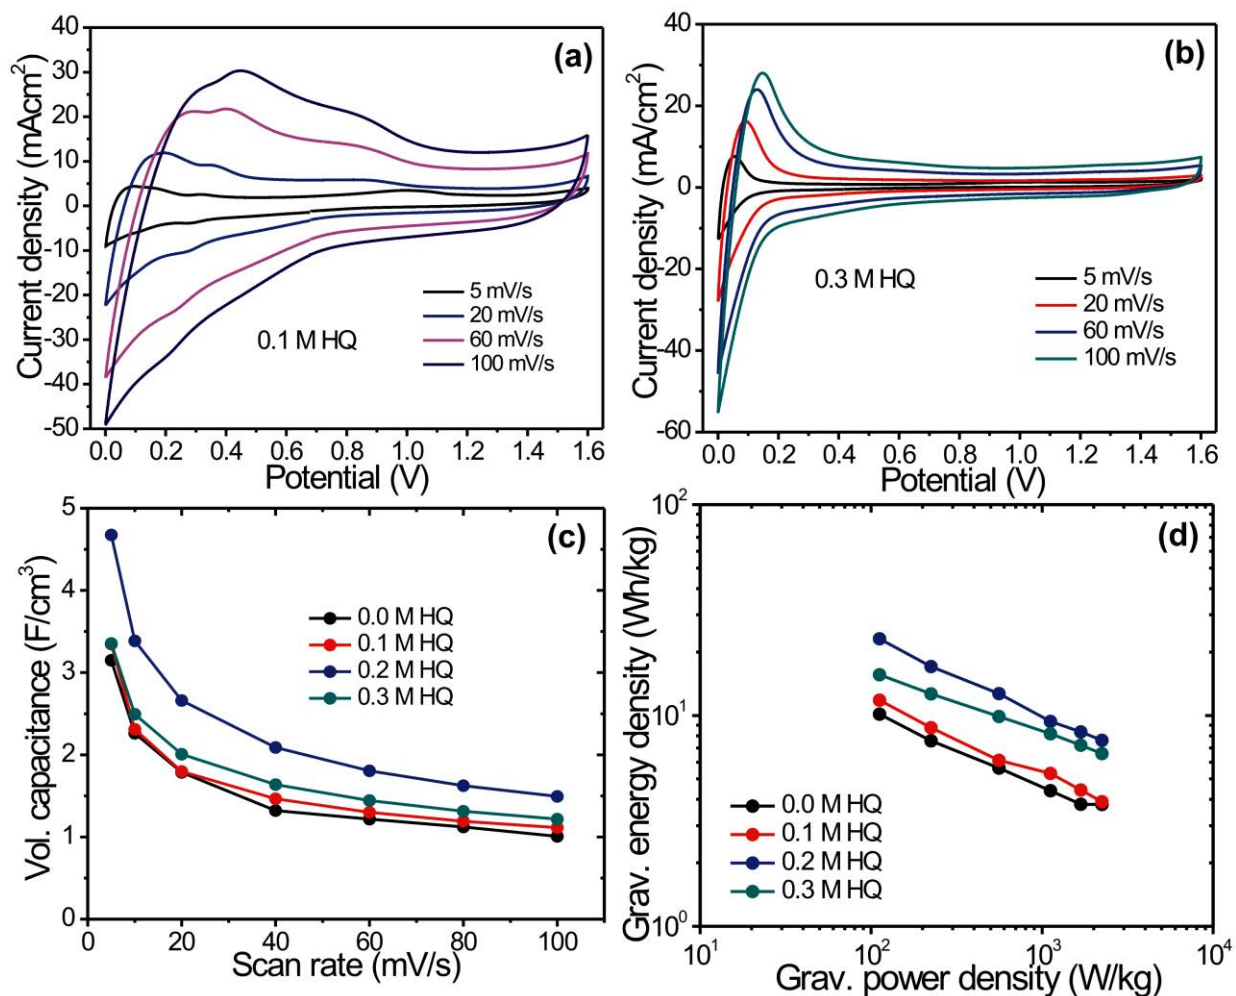 (a)
Current density (mAcm²)
40
30
20
10
0
-10
-20
-30
-40
-50
0.1 M HQ
5 mV/s
20 mV/s
60 mV/s
100 mV/s
0.0 0.2 0.4 0.6 0.8 1.0 1.2 1.4 1.6
Potential (V)
(b)
Current density (mA/cm²)
40
20
0
-20
-40
-60
0.3 M HQ
5 mV/s
20 mV/s
60 mV/s
100 mV/s
0.0 0.2 0.4 0.6 0.8 1.0 1.2 1.4 1.6
Potential (V)
(c)
Vol. capacitance (F/cm³)
5
4
3
2
1
0
0.0 M HQ
0.1 M HQ
0.2 M HQ
0.3 M HQ
0 20 40 60 80 100
Scan rate (mV/s)
(d)
Grav. energy density (Wh/kg)
10²
10¹
10⁰
0.0 M HQ
0.1 M HQ
0.2 M HQ
0.3 M HQ
10¹ 10² 10³ 10⁴
Grav. power density (W/kg)